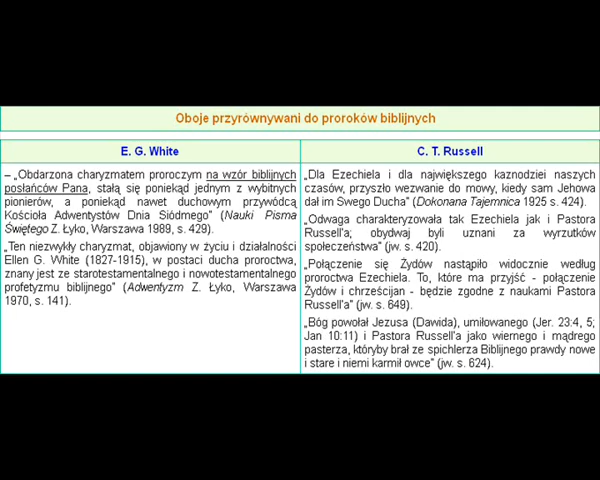 Oboje przyrównywani do proroków biblijnych
E. G. White
– „Obdarzona charyzmatem proroczym na wzór biblijnych
posłańców Pana, stałą się poniekąd jednym z wybitnych
pionierów, a poniekąd nawet duchowym przywódcą
Kościoła Adwentystów Dnia Siódmego” (Nauki Pisma
Świętego Z. Łyko, Warszawa 1989, s. 429).
„Ten niezwykły charyzmat, objawiony w życiu i działalności
Ellen G. White (1827-1915), w postaci ducha proroctwa,
znany jest ze starotestamentalnego i nowotestamentalnego
profetyzmu biblijnego” (Adwentyzm Z. Łyko, Warszawa
1970, s. 141).
C. T. Russell
„Dla Ezechiela i dla największego kaznodziei naszych
czasów, przyszło wezwanie do mowy, kiedy sam Jehowa
dał im Swego Ducha” (Dokonana Tajemnica 1925 s. 424).
„Odwaga charakteryzowała tak Ezechiela jak i Pastora
Russell'a; obydwaj byli uznani za wyrzutków
społeczeństwa” (jw. s. 420).
„Połączenie się Żydów nastąpiło widocznie według
proroctwa Ezechiela. To, które ma przyjść - połączenie
Żydów i chrześcijan - będzie zgodne z naukami Pastora
Russell'a” (jw. s. 649).
„Bóg powołał Jezusa (Dawida), umiłowanego (Jer. 23:4, 5;
Jan 10:11) i Pastora Russell'a jako wiernego i mądrego
pasterza, któryby brał ze spichlerza Biblijnego prawdy nowe
i stare i niemi karmił owce” (jw. s. 624).